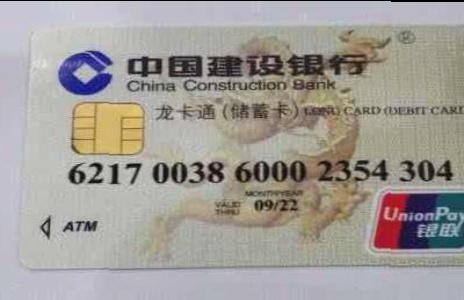 ®
中国建设银行
China Construction Bank
龙卡通(储蓄卡) LONG CARD (DEBIT CARD
6217 0038 6000 2354 304
MONTH/YEAR
VALID THRU 09/22
ATM
UnionPay
银联